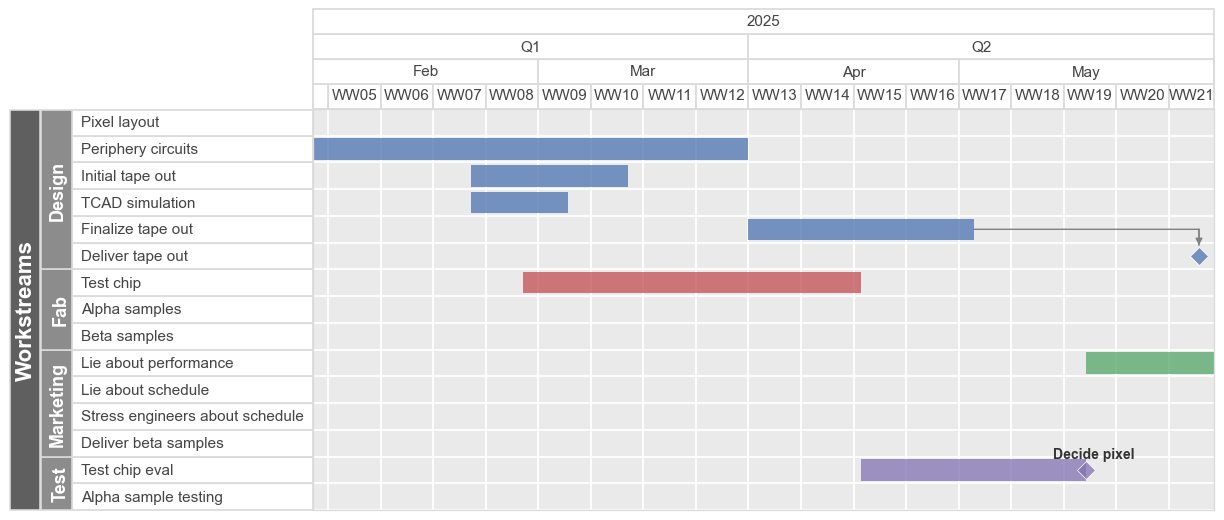 2025
Q1 Q2
Feb Mar Apr May
WW05 WW06 WW07 WW08 WW09 WW10 WW11 WW12 WW13 WW14 WW15 WW16 WW17 WW18 WW19 WW20 WW21
Workstreams
Design
Pixel layout
Periphery circuits
Initial tape out
TCAD simulation
Finalize tape out
Deliver tape out
Fab
Test chip
Alpha samples
Beta samples
Marketing
Lie about performance
Lie about schedule
Stress engineers about schedule
Deliver beta samples
Test
Decide pixel
Test chip eval
Alpha sample testing